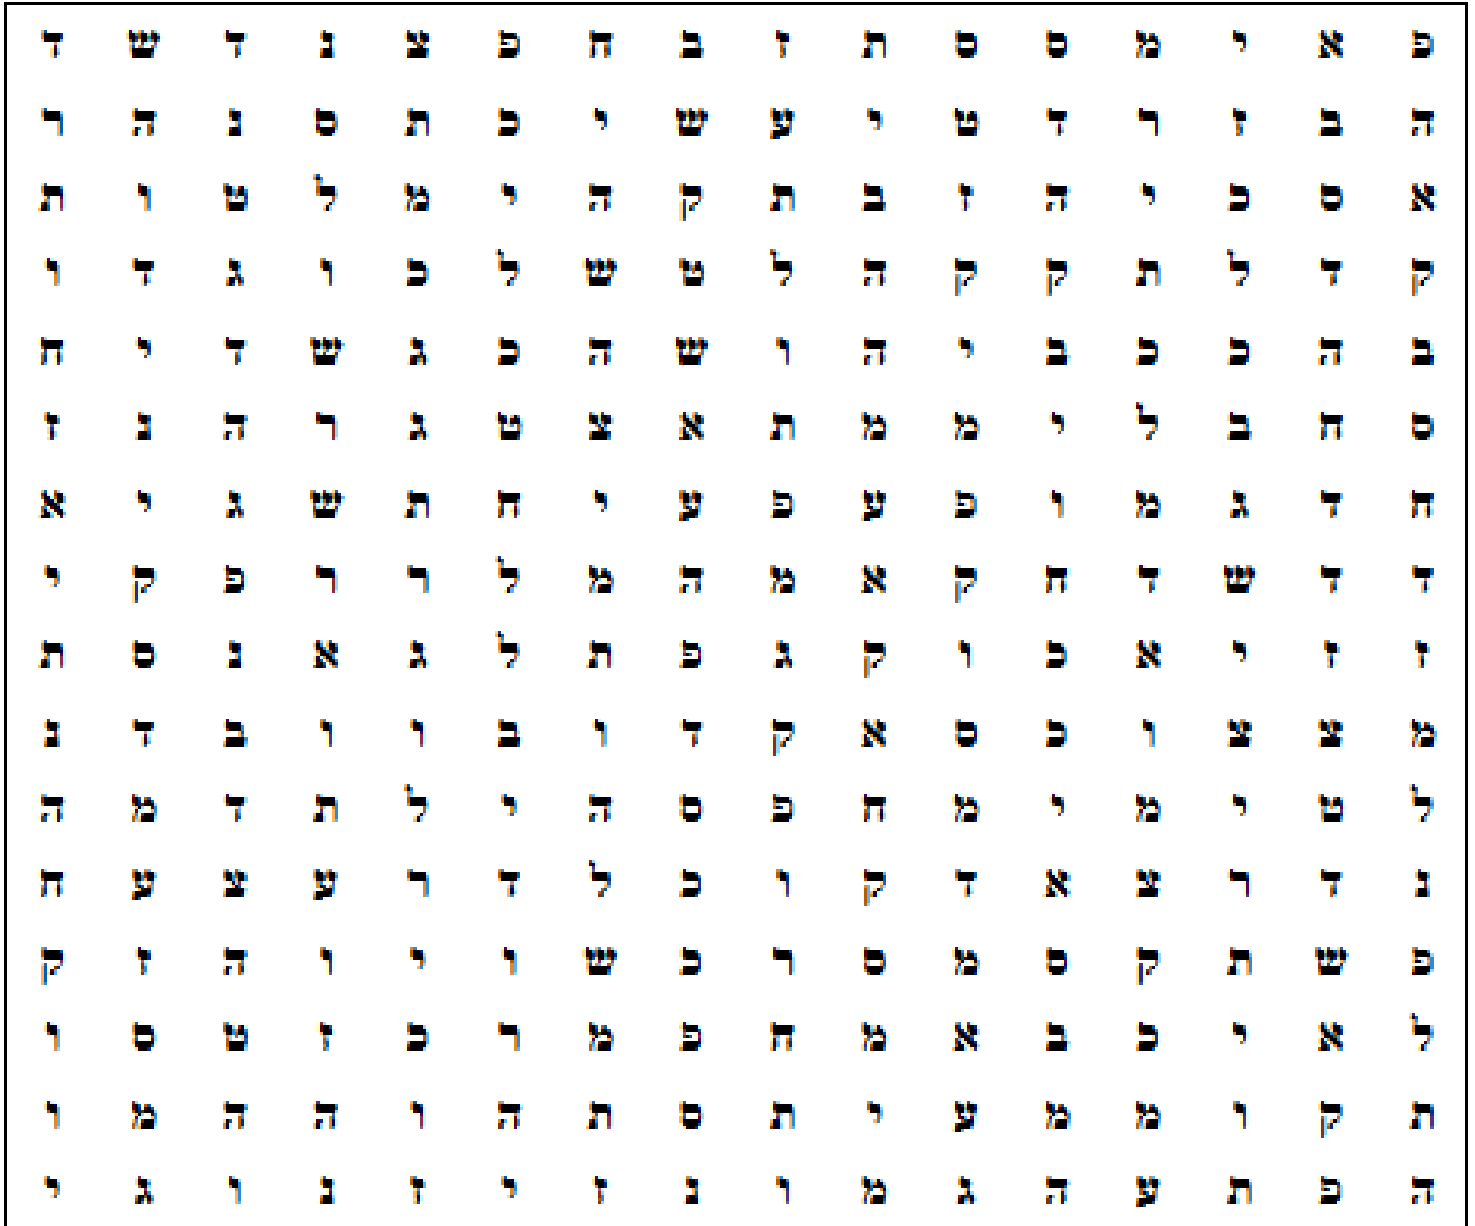 פ א י מ ס ס ת ז ב ח פ צ נ ד ש ד
ה ב ז ר ד ט י ע ש י כ ת ס נ ה ר
א ס כ י ה ז ב ת ק ה י מ ל ט ו ת
ק ד ל ת ק ק ה ל ט ש ל כ ו ג ד ו
ב ה כ כ ב י ה ו ש ה כ ג ש ד י ח
ס ח ב ל י מ מ ת א צ ט ג ר ה נ ז
ח ד ג מ ו פ ע פ ע י ח ת ש ג י א
ד ד ש ד ח ק א מ ה מ ל ר ר פ ק י
ז ז י א כ ו ק ג פ ת ל ג א נ ס ת
מ צ צ ו כ ס א ק ד ו ב ו ו ב ד נ
ל ט י מ י מ ח פ ס ה י ל ת ד מ ה
נ ד ר צ א ד ק ו כ ל ד ר ע צ ע ח
פ ש ת ק ס מ ס ר כ ש ו י ו ה ז ק
ל א י כ ב א מ ח פ מ ר כ ז ט ס ו
ת ק ו מ מ ע י ת ס ת ה ו ה ה מ ו
ה פ ת ע ה ג מ ו נ ז י ז נ ו ג י